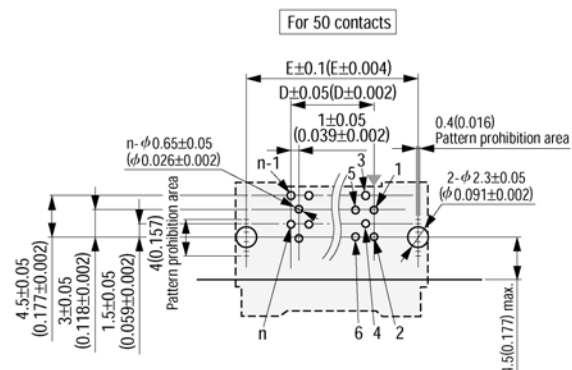 For 50 contacts
E±0.1(E±0.004)
D±0.05(D±0.002)
1±0.05
(0.039±0.002)
0.4(0.016)
Pattern prohibition area
n-ϕ0.65±0.05
(ϕ0.026±0.002)
n-1
3
5
1
2-ϕ2.3±0.05
(ϕ0.091±0.002)
4.5±0.05
(0.177±0.002)
3±0.05
(0.118±0.002)
1.5±0.05
(0.059±0.002)
4(0.157)
Pattern prohibition area
n
6
4
2
4.5(0.177) max.